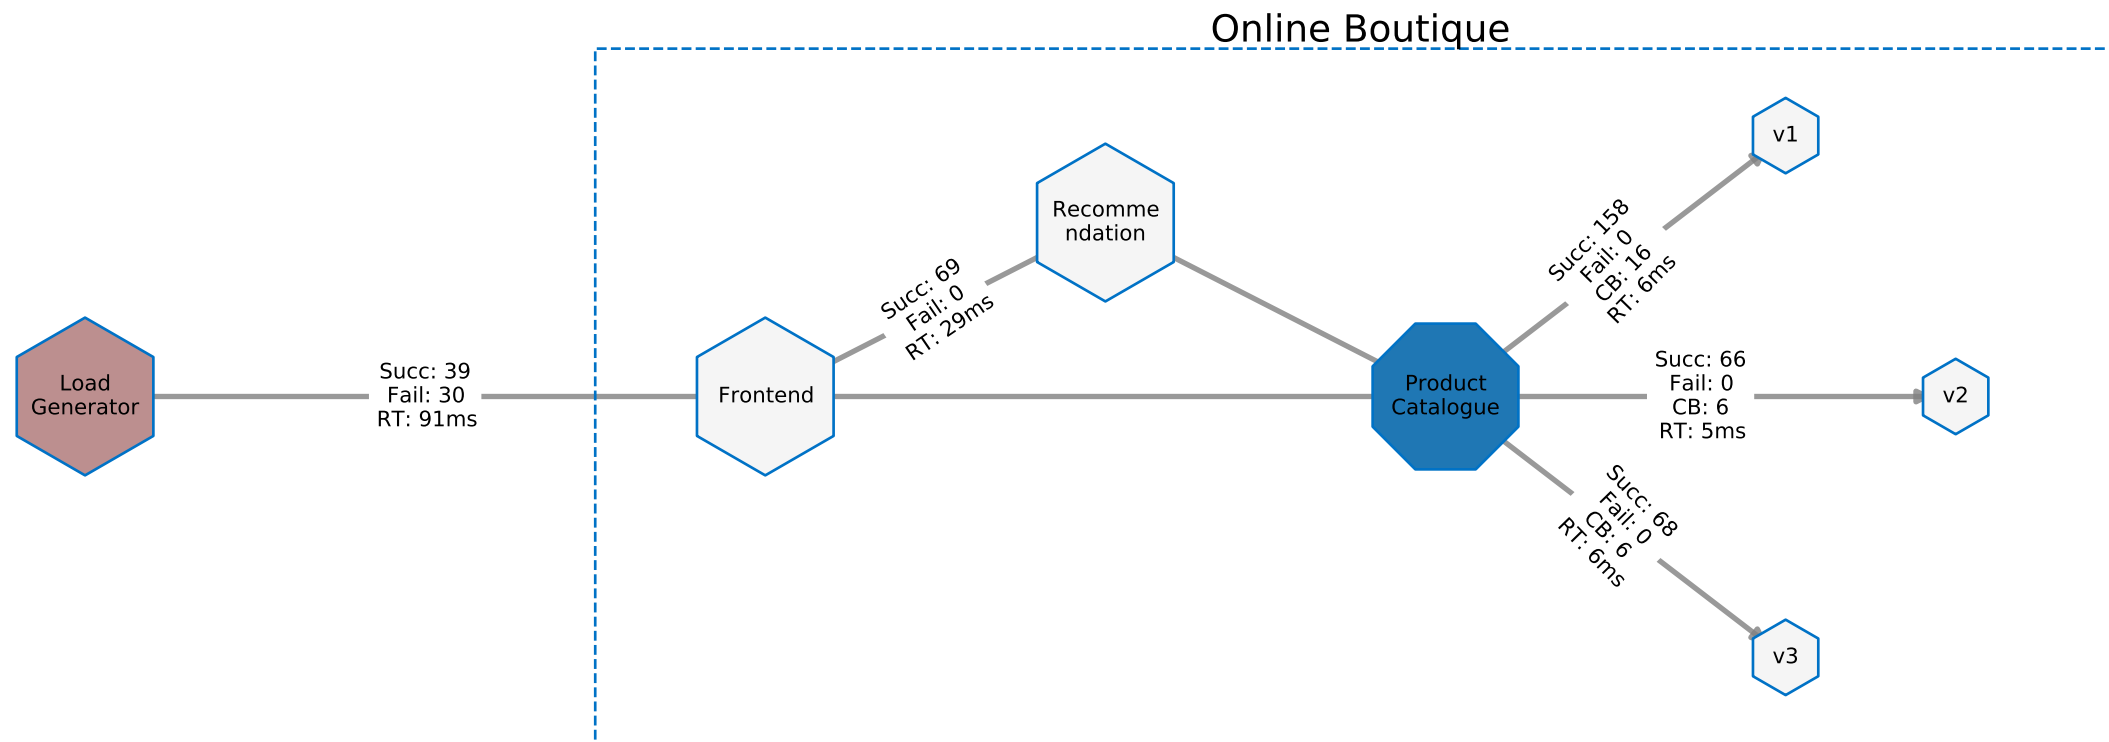 Online Boutique
Load
Generator
Succ: 39
Fail: 30
RT: 91ms
Frontend
Succ: 69
Fail: 0
RT: 29ms
Recomme
ndation
Product
Catalogue
Succ: 158
Fail: 0
CB: 16
RT: 6ms
v1
Succ: 66
Fail: 0
CB: 6
RT: 5ms
v2
Succ: 68
Fail: 0
CB: 6
RT: 6ms
v3